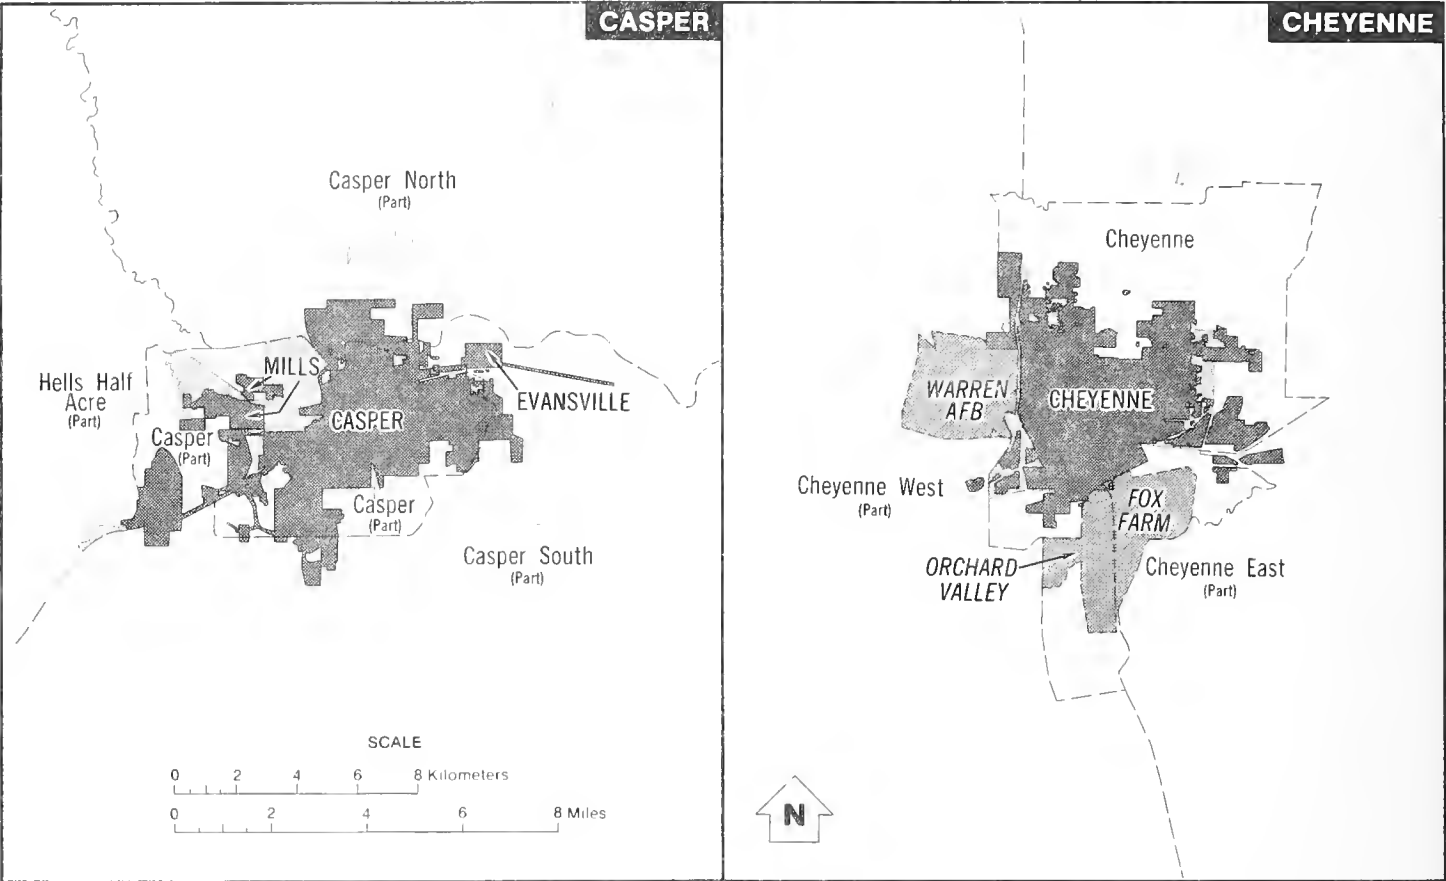 CASPER
Casper North
(Part)
MILLS
Hells Half
Acre
(Part)
EVANSVILLE
CASPER
Casper
(Part)
Casper
(Part)
Casper South
(Part)
SCALE
0 2 4 6 8 Kilometers
0 2 4 6 8 Miles
CHEYENNE
Cheyenne
WARREN
AFB
CHEYENNE
Cheyenne West
(Part)
FOX
FARM
ORCHARD
VALLEY
Cheyenne East
(Part)
N